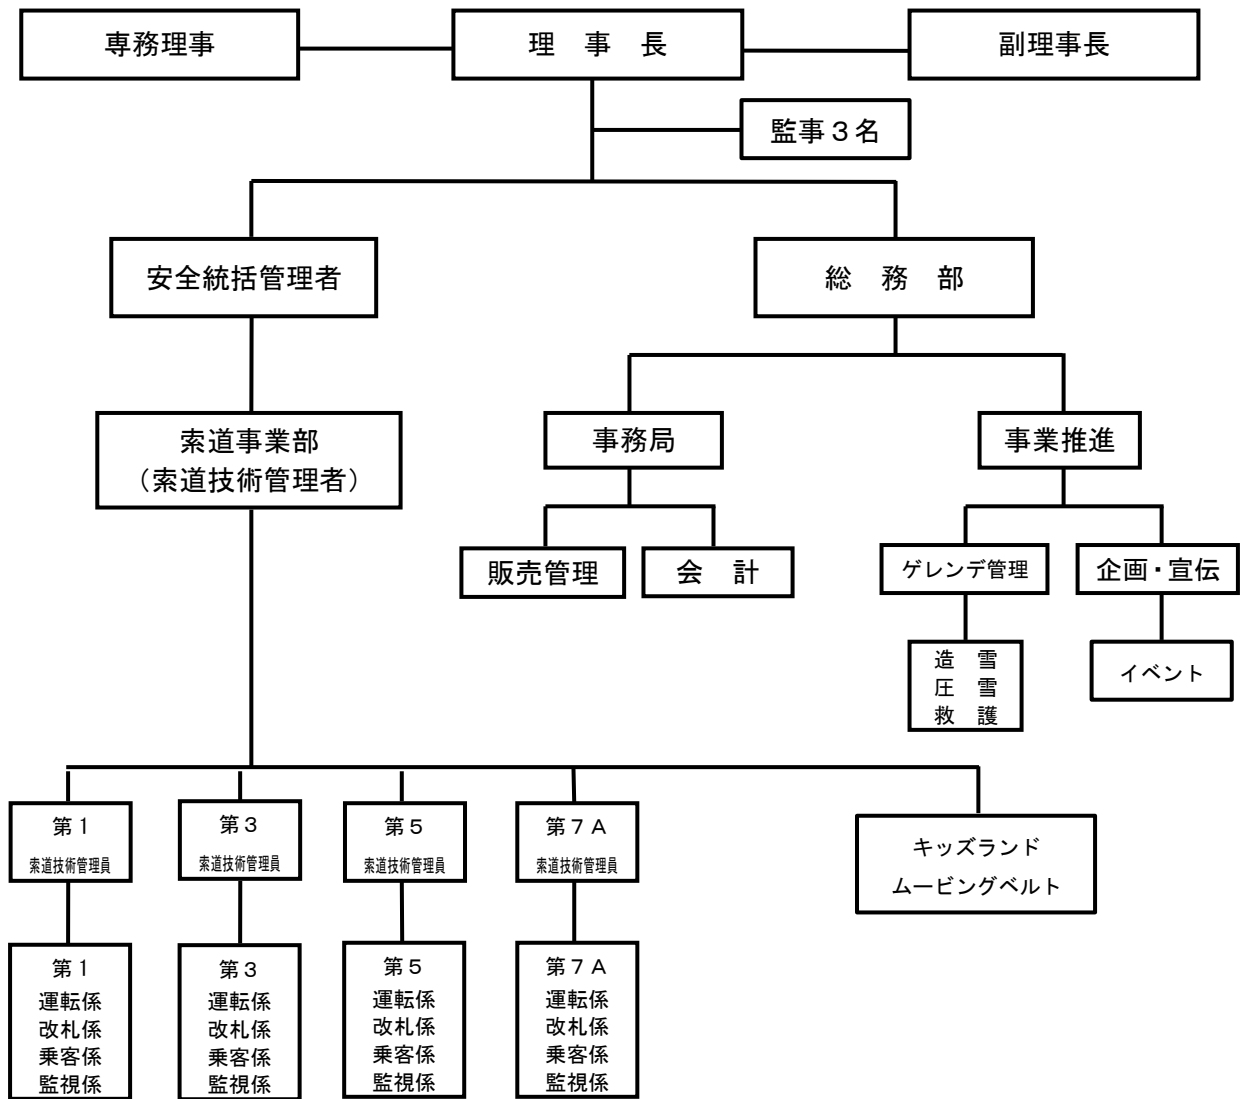 専務理事
理　事　長
副理事長
監事３名
安全統括管理者
総　務　部
索道事業部
（索道技術管理者）
事務局
事業推進
販売管理
会　計
ゲレンデ管理
企画・宣伝
造　雪
圧　雪
救　護
イベント
第１
索道技術管理員
第３
索道技術管理員
第５
索道技術管理員
第７Ａ
索道技術管理員
キッズランド
ムービングベルト
第１
運転係
改札係
乗客係
監視係
第３
運転係
改札係
乗客係
監視係
第５
運転係
改札係
乗客係
監視係
第７Ａ
運転係
改札係
乗客係
監視係